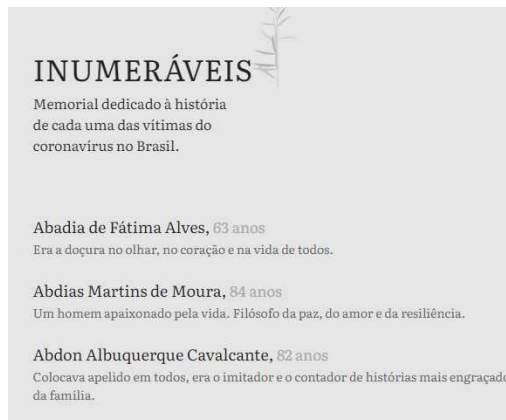 INUMERÁVEIS
Memorial dedicado à história
de cada uma das vítimas do
coronavírus no Brasil.
Abadia de Fátima Alves, 63 anos
Era a doçura no olhar, no coração e na vida de todos.
Abdias Martins de Moura, 84 anos
Um homem apaixonado pela vida. Filósofo da paz, do amor e da resiliência.
Abdon Albuquerque Cavalcante, 82 anos
Colocava apelido em todos, era o imitador e o contador de histórias mais engraçado
da família.